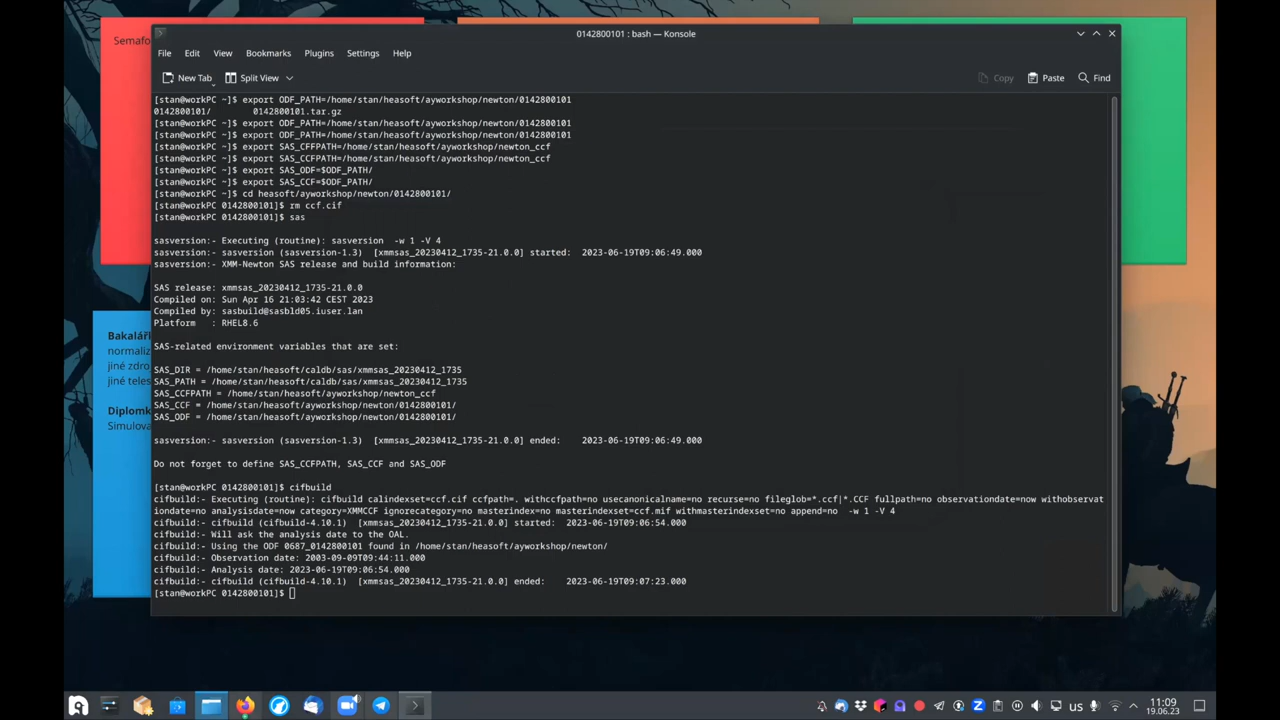 Semafo
0142800101 : bash — Konsole
File Edit View Bookmarks Plugins Settings Help
New Tab Split View Copy Paste Find
[stan@workPC ~]$ export ODF_PATH=/home/stan/heasoft/ayworkshop/newton/0142800101
0142800101/ 0142800101.tar.gz
[stan@workPC ~]$ export ODF_PATH=/home/stan/heasoft/ayworkshop/newton/0142800101
[stan@workPC ~]$ export ODF_PATH=/home/stan/heasoft/ayworkshop/newton/0142800101
[stan@workPC ~]$ export SAS_CFFPATH=/home/stan/heasoft/ayworkshop/newton_ccf
[stan@workPC ~]$ export SAS_CCFPATH=/home/stan/heasoft/ayworkshop/newton_ccf
[stan@workPC ~]$ export SAS_ODF=$ODF_PATH/
[stan@workPC ~]$ export SAS_CCF=$ODF_PATH/
[stan@workPC ~]$ cd heasoft/ayworkshop/newton/0142800101/
[stan@workPC 0142800101]$ rm ccf.cif
[stan@workPC 0142800101]$ sas
sasversion:- Executing (routine): sasversion -w 1 -V 4
sasversion:- sasversion (sasversion-1.3) [xmmsas_20230412_1735-21.0.0] started: 2023-06-19T09:06:49.000
sasversion:- XMM-Newton SAS release and build information:
SAS release: xmmsas_20230412_1735-21.0.0
Compiled on: Sun Apr 16 21:03:42 CEST 2023
Compiled by: sasbuild@sasbld05.iuser.lan
Platform : RHEL8.6
SAS-related environment variables that are set:
SAS_DIR = /home/stan/heasoft/caldb/sas/xmmsas_20230412_1735
SAS_PATH = /home/stan/heasoft/caldb/sas/xmmsas_20230412_1735
SAS_CCFPATH = /home/stan/heasoft/ayworkshop/newton_ccf
SAS_CCF = /home/stan/heasoft/ayworkshop/newton/0142800101/
SAS_ODF = /home/stan/heasoft/ayworkshop/newton/0142800101/
sasversion:- sasversion (sasversion-1.3) [xmmsas_20230412_1735-21.0.0] ended: 2023-06-19T09:06:49.000
Do not forget to define SAS_CCFPATH, SAS_CCF and SAS_ODF
[stan@workPC 0142800101]$ cifbuild
cifbuild:- Executing (routine): cifbuild calindexset=ccf.cif ccfpath=. withccfpath=no usecanonicalname=no recurse=no fileglob=*.ccf|*.CCF fullpath=no observationdate=now withobservat
iondate=no analysisdate=now category=XMMCCF ignorecategory=no masterindex=no masterindexset=ccf.mif withmasterindexset=no append=no -w 1 -V 4
cifbuild:- cifbuild (cifbuild-4.10.1) [xmmsas_20230412_1735-21.0.0] started: 2023-06-19T09:06:54.000
cifbuild:- Will ask the analysis date to the OAL.
cifbuild:- Using the ODF 0687_0142800101 found in /home/stan/heasoft/ayworkshop/newton/
cifbuild:- Observation date: 2003-09-09T09:44:11.000
cifbuild:- Analysis date: 2023-06-19T09:06:54.000
cifbuild:- cifbuild (cifbuild-4.10.1) [xmmsas_20230412_1735-21.0.0] ended: 2023-06-19T09:07:23.000
[stan@workPC 0142800101]$
Bakaláři
normaliz
jiné zdro
jiné teles
Diplomk
Simulova
us
11:09
19.06.23